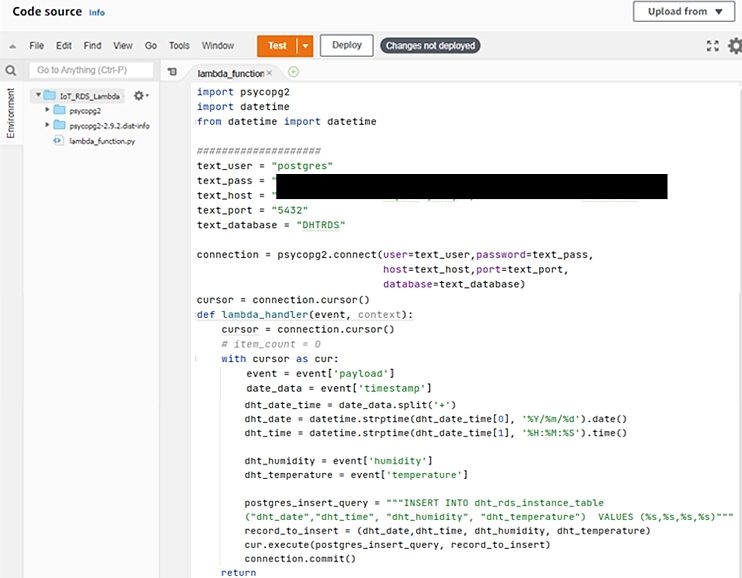 Code source Info
Upload from
File Edit Find View Go Tools Window Test Deploy Changes not deployed
Go to Anything (Ctrl-P)
lambda_function
Environment
IoT_RDS_Lambda
psycopg2
psycopg2-2.9.2.dist-info
lambda_function.py
import psycopg2
import datetime
from datetime import datetime
####################
text_user = "postgres"
text_pass = "
text_host = "
text_port = "5432"
text_database = "DHTRDS"
connection = psycopg2.connect(user=text_user,password=text_pass,
host=text_host,port=text_port,
database=text_database)
cursor = connection.cursor()
def lambda_handler(event, context):
cursor = connection.cursor()
# item_count = 0
with cursor as cur:
event = event['payload']
date_data = event['timestamp']
dht_date_time = date_data.split('+')
dht_date = datetime.strptime(dht_date_time[0], '%Y/%m/%d').date()
dht_time = datetime.strptime(dht_date_time[1], '%H:%M:%S').time()
dht_humidity = event['humidity']
dht_temperature = event['temperature']
postgres_insert_query = """INSERT INTO dht_rds_instance_table
("dht_date","dht_time", "dht_humidity", "dht_temperature")  VALUES (%s,%s,%s,%s)"""
record_to_insert = (dht_date,dht_time, dht_humidity, dht_temperature)
cur.execute(postgres_insert_query, record_to_insert)
connection.commit()
return